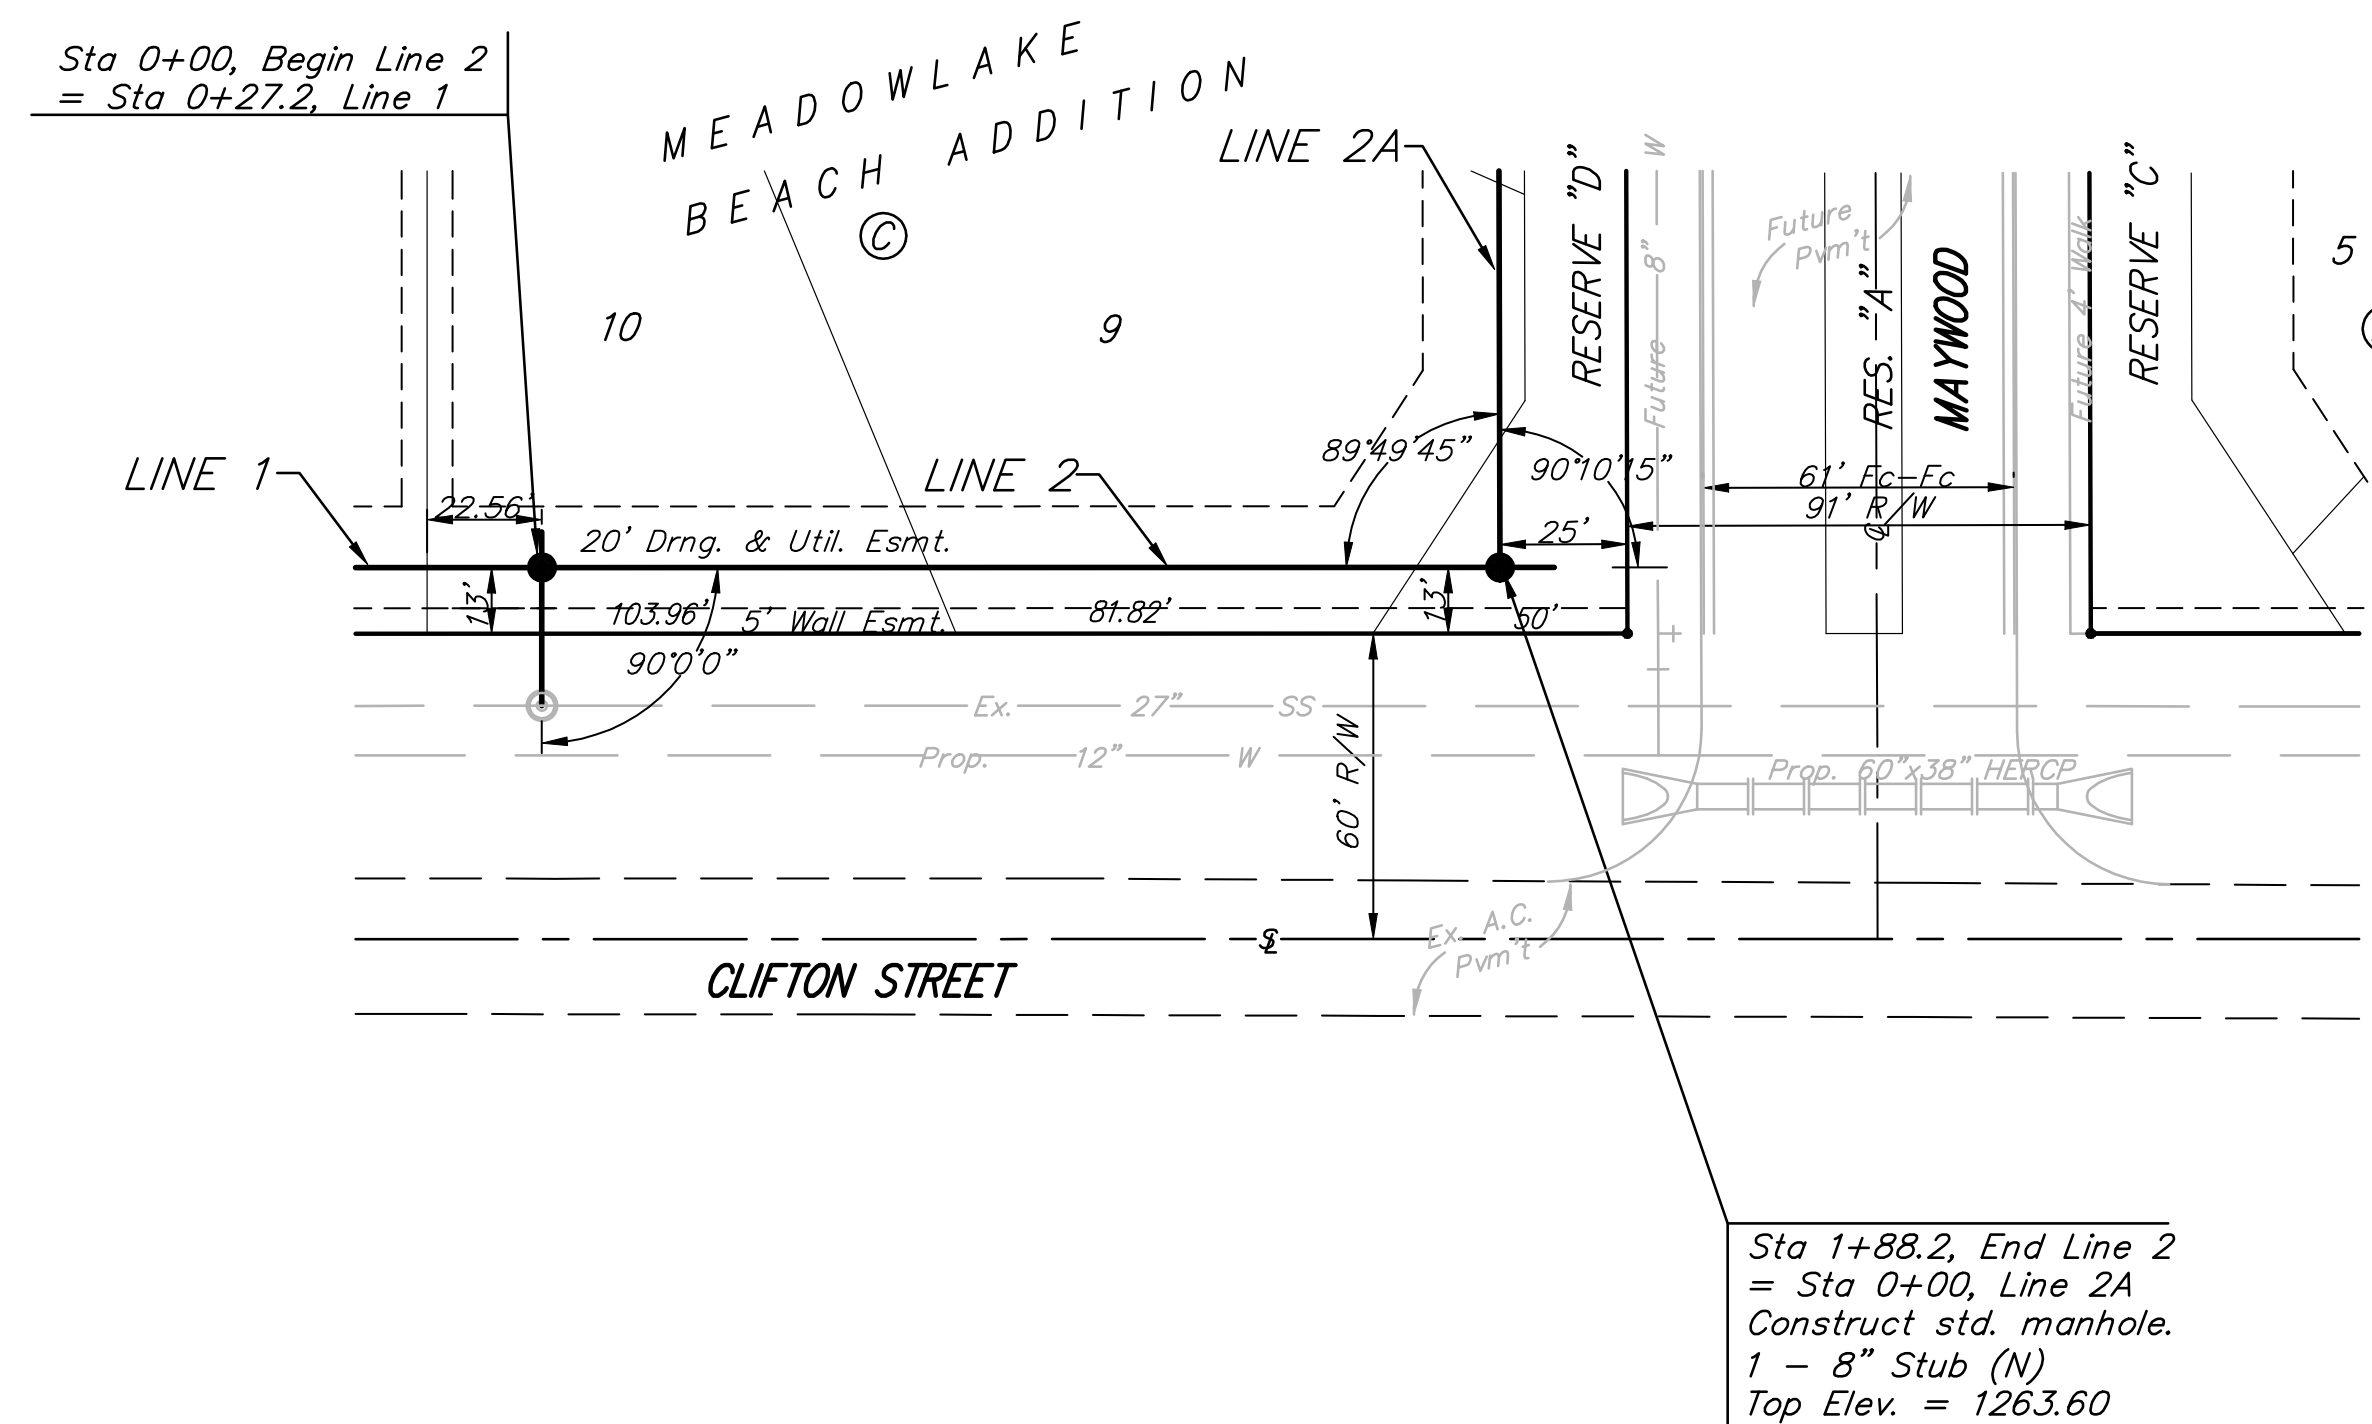 Sta 0+00, Begin Line 2
= Sta 0+27.2, Line 1
MEADOWLAKE
BEACH ADDITION
C
LINE 2A
RESERVE "D"
Future 8" W
Future
Pvm't
RES. "A"
MAYWOOD
Future 4' Walk
RESERVE "C"
5
10
9
LINE 1
22.56'
LINE 2
89°49'45"
90°10'15"
61' Fc-Fc
91' R/W
℄
20' Drng. & Util. Esmt.
25'
13'
103.96'
5' Wall Esmt.
81.82'
13'
50'
90°0'0"
Ex. 27" SS
60' R/W
Prop. 12" W
Prop. 60"x38" HERCP
Ex. A.C.
Pvm't
℄
CLIFTON STREET
Sta 1+88.2, End Line 2
= Sta 0+00, Line 2A
Construct std. manhole.
1 - 8" Stub (N)
Top Elev. = 1263.60